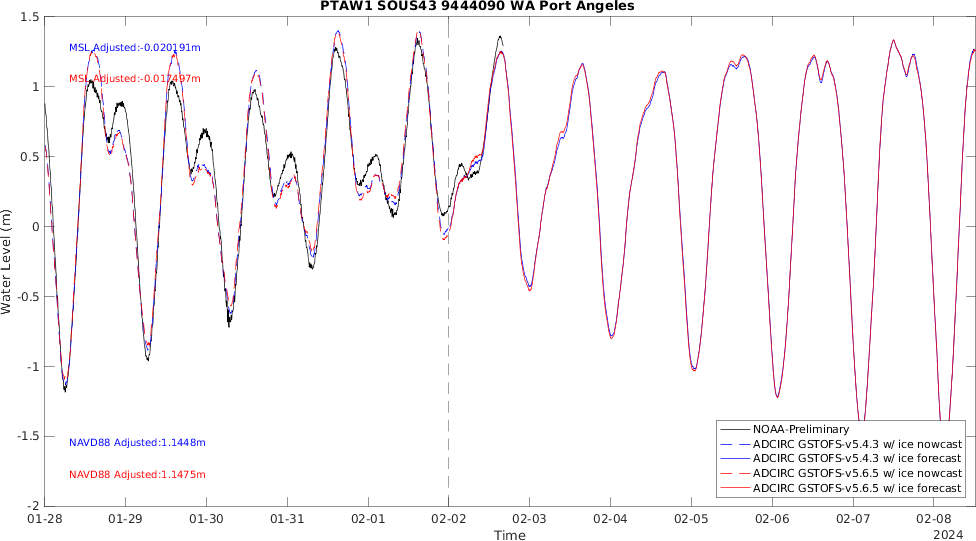 PTAW1 SOUS43 9444090 WA Port Angeles
Water Level (m)
1.5
1
0.5
0
-0.5
-1
-1.5
-2
MSL Adjusted:-0.020191m
MSL Adjusted:-0.017497m
NAVD88 Adjusted:1.1448m
NAVD88 Adjusted:1.1475m
NOAA-Preliminary
ADCIRC GSTOFS-v5.4.3 w/ ice nowcast
ADCIRC GSTOFS-v5.4.3 w/ ice forecast
ADCIRC GSTOFS-v5.6.5 w/ ice nowcast
ADCIRC GSTOFS-v5.6.5 w/ ice forecast
01-28 01-29 01-30 01-31 02-01 02-02 02-03 02-04 02-05 02-06 02-07 02-08
Time
2024